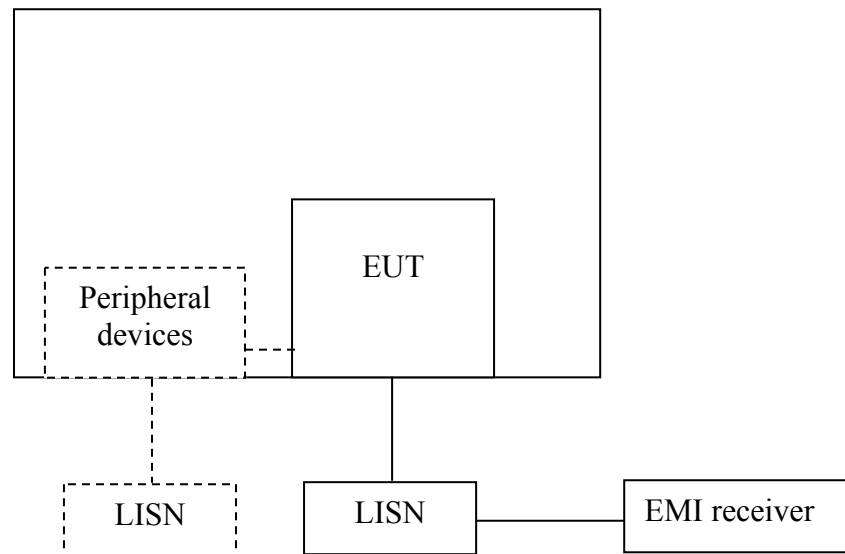 EUT
Peripheral
devices
LISN
LISN
EMI receiver